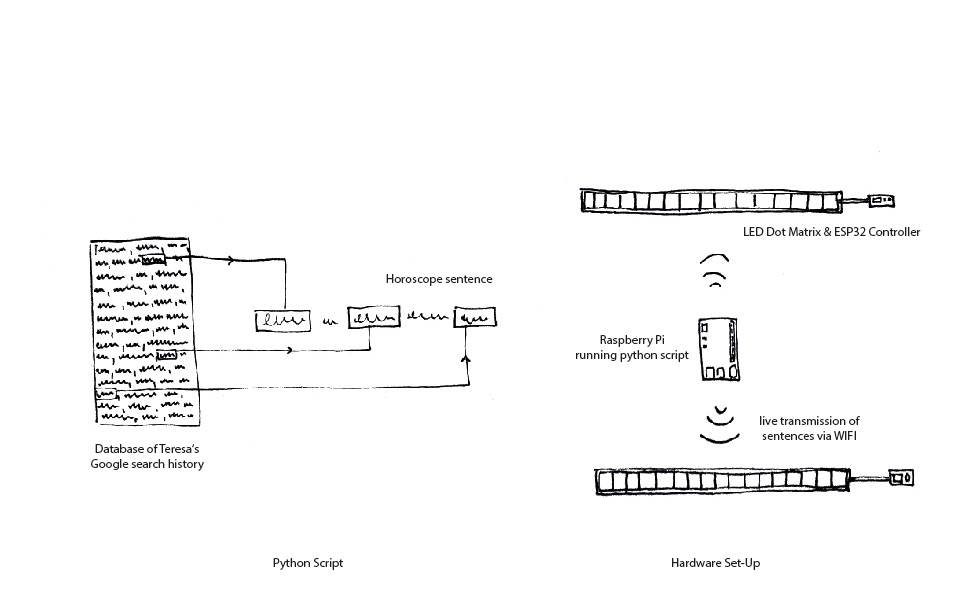 Horoscope sentence
Database of Teresa's
Google search history
Python Script
LED Dot Matrix & ESP32 Controller
Raspberry Pi
running python script
live transmission of
sentences via WIFI
Hardware Set-Up